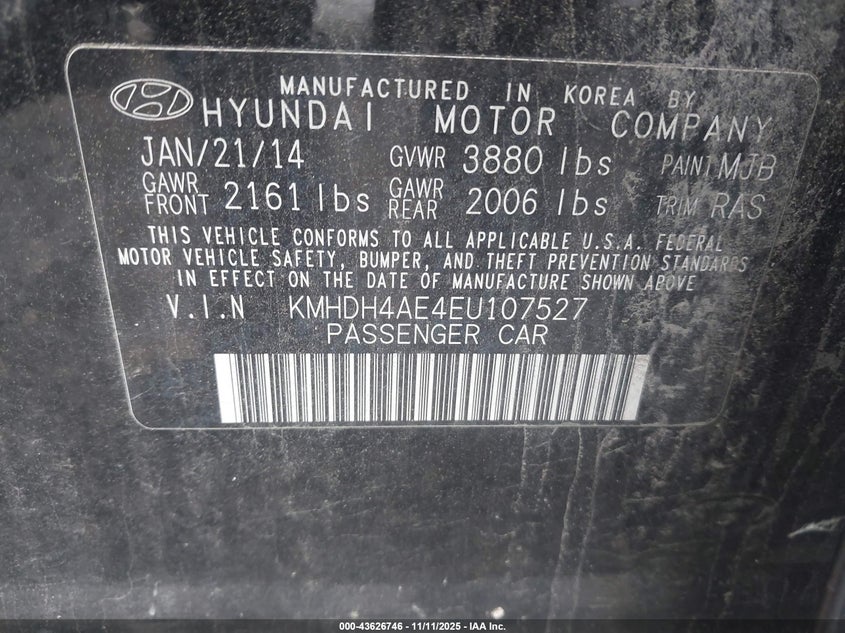 MANUFACTURED IN KOREA BY
HYUNDAI MOTOR COMPANY
JAN/21/14 GVWR 3880 lbs PAINT MJB
GAWR FRONT 2161 lbs GAWR REAR 2006 lbs TRIM RAS
THIS VEHICLE CONFORMS TO ALL APPLICABLE U.S.A. FEDERAL
MOTOR VEHICLE SAFETY, BUMPER, AND THEFT PREVENTION STANDARDS
IN EFFECT ON THE DATE OF MANUFACTURE SHOWN ABOVE
V.I.N KMHDH4AE4EU107527
PASSENGER CAR
000-43626746 - 11/11/2025 - IAA Inc.